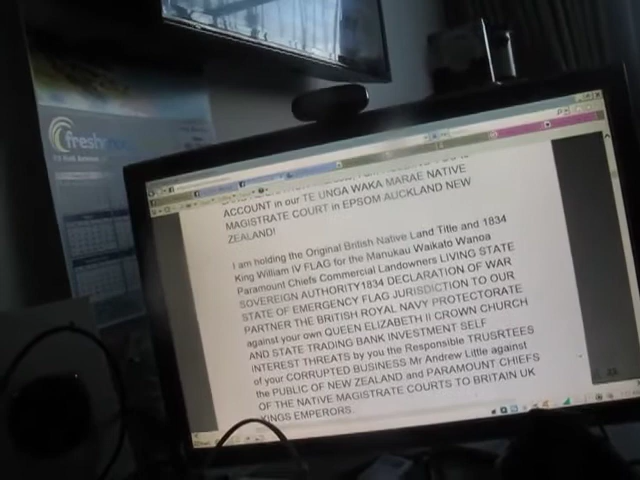 fresh
ACCOUNT in our TE UNGA WAKA MARAE NATIVE
MAGISTRATE COURT in EPSOM AUCKLAND NEW
ZEALAND!
I am holding the Original British Native Land Title and 1834
King William IV FLAG for the Manukau Waikato Wanoa
Paramount Chiefs Commercial Landowners LIVING STATE
SOVEREIGN AUTHORITY1834 DECLARATION OF WAR
STATE OF EMERGENCY FLAG JURISDICTION TO OUR
PARTNER THE BRITISH ROYAL NAVY PROTECTORATE
against your own QUEEN ELIZABETH II CROWN CHURCH
AND STATE TRADING BANK INVESTMENT SELF
INTEREST THREATS by you the Responsible TRUSRTEES
of your CORRUPTED BUSINESS Mr Andrew Little against
the PUBLIC OF NEW ZEALAND and PARAMOUNT CHIEFS
OF THE NATIVE MAGISTRATE COURTS TO BRITAIN UK
KINGS EMPERORS.